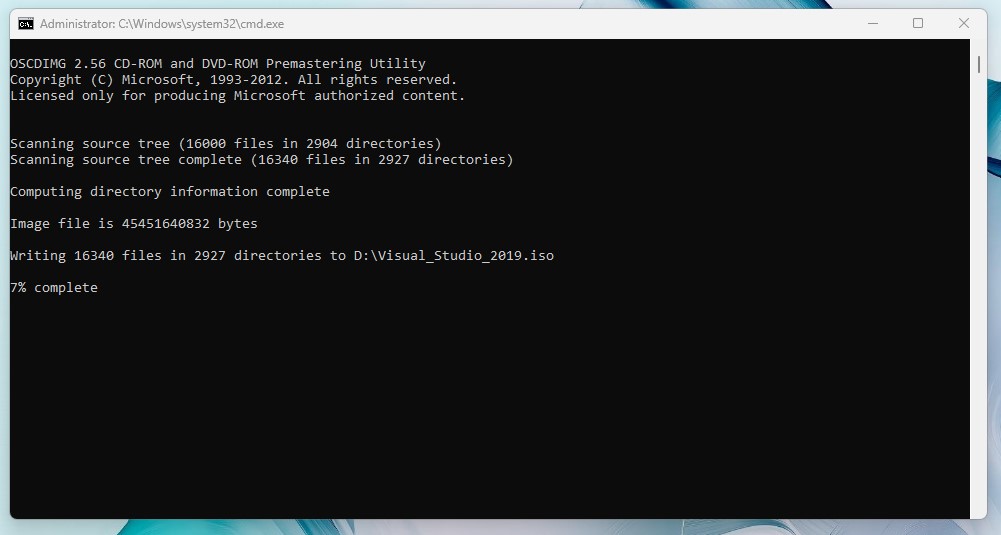 Administrator: C:\Windows\system32\cmd.exe
OSCDIMG 2.56 CD-ROM and DVD-ROM Premastering Utility
Copyright (C) Microsoft, 1993-2012. All rights reserved.
Licensed only for producing Microsoft authorized content.
Scanning source tree (16000 files in 2904 directories)
Scanning source tree complete (16340 files in 2927 directories)
Computing directory information complete
Image file is 45451640832 bytes
Writing 16340 files in 2927 directories to D:\Visual_Studio_2019.iso
7% complete